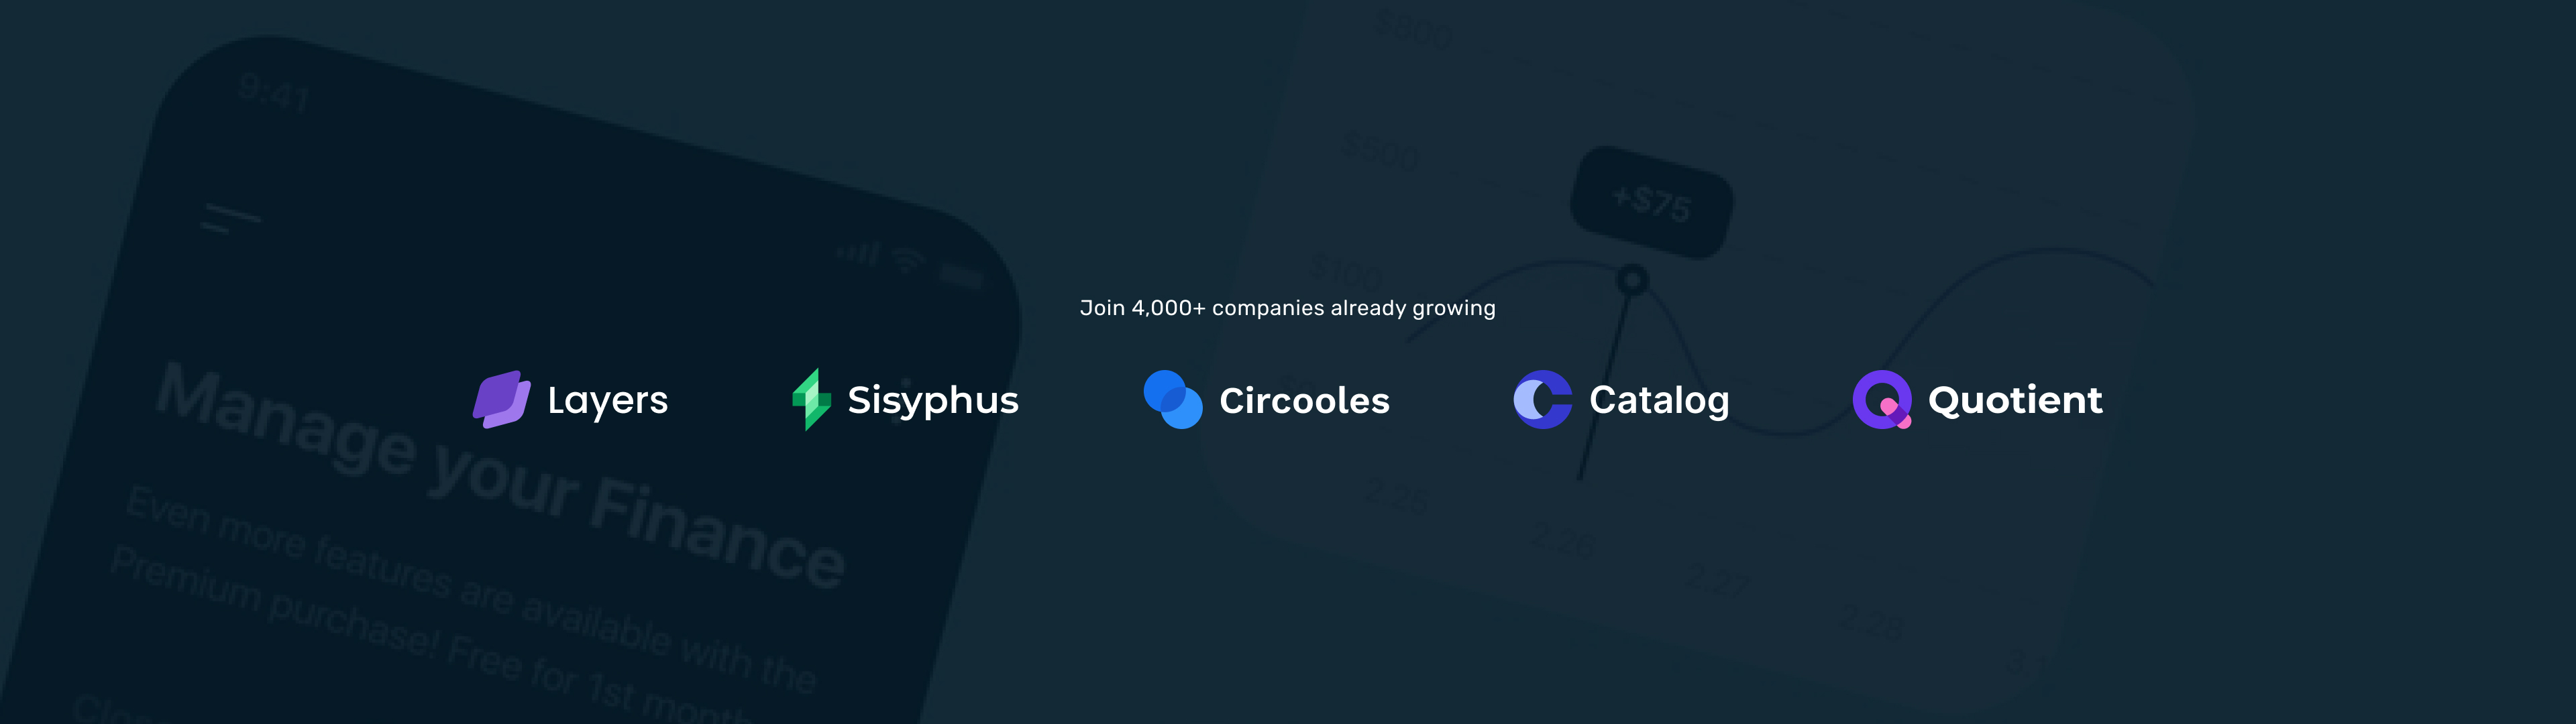 Join 4,000+ companies already growing
Layers
Sisyphus
Circooles
Catalog
Quotient
9:41
Manage your Finance
Even more features are available with the
Premium purchase! Free for 1st month
$800
$500
$100
$0
+$75
2.25
2.26
2.27
2.28